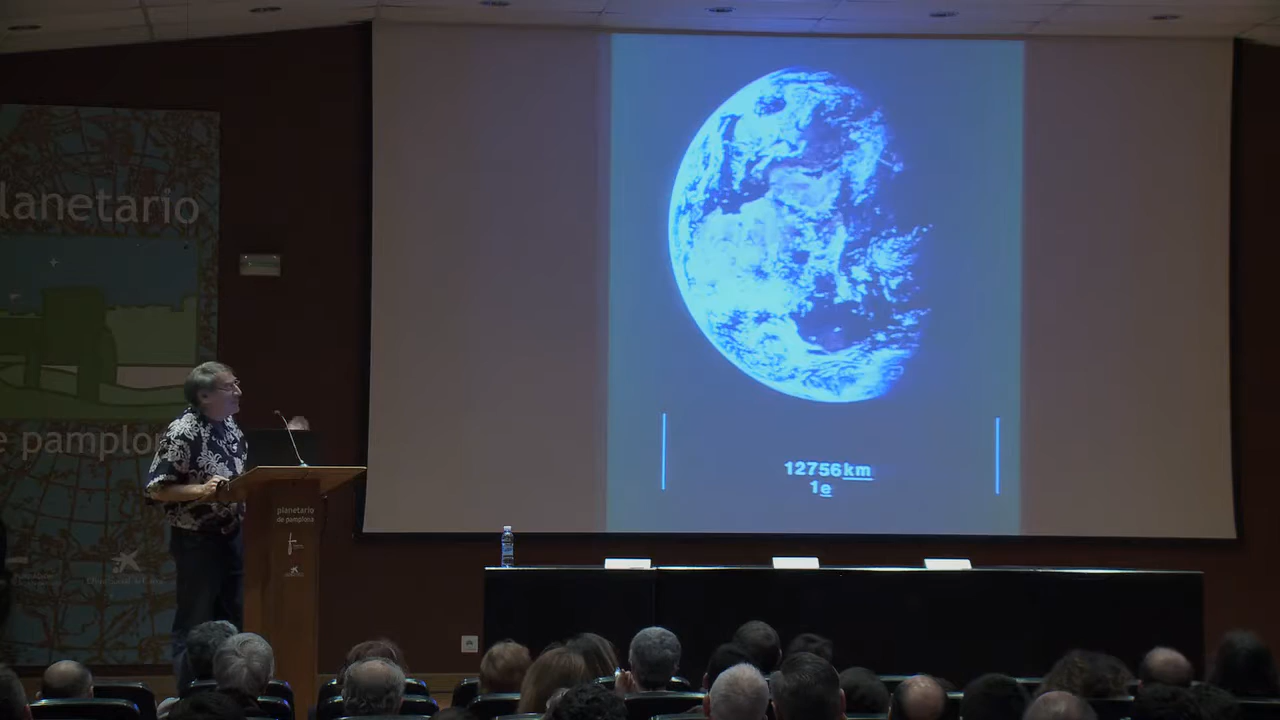 lanetario
e pamplon
planetario
de pamplona
12756km
1e